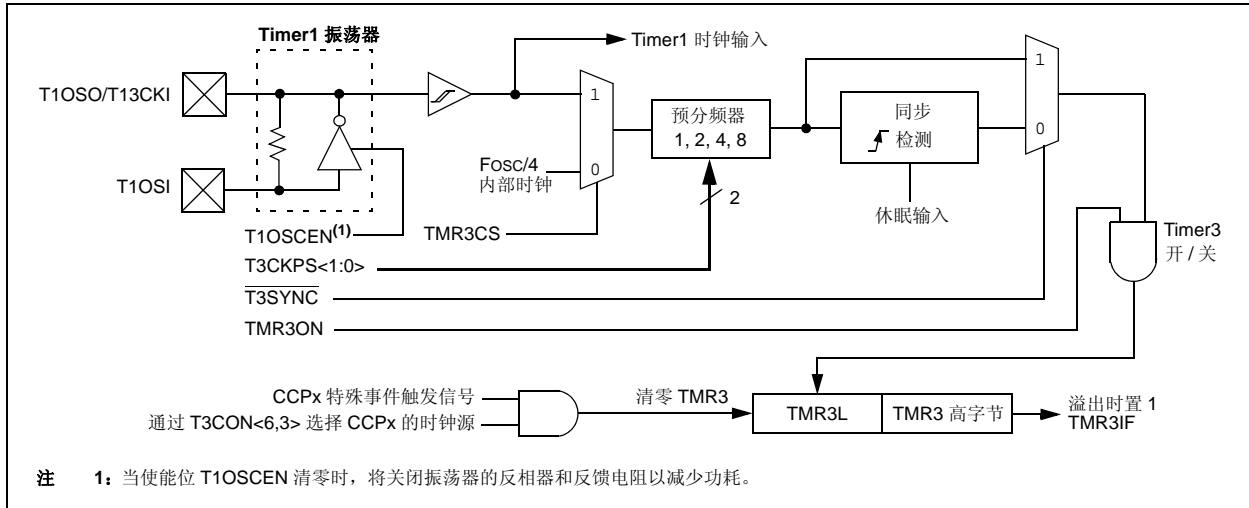 Timer1 振荡器
Timer1 时钟输入
T1OSO/T13CKI
T1OSI
1
0
FOSC/4
内部时钟
预分频器
1, 2, 4, 8
2
同步
检测
休眠输入
1
0
T1OSCEN(1)
TMR3CS
T3CKPS<1:0>
T3SYNC
TMR3ON
Timer3
开 / 关
CCPx 特殊事件触发信号
通过 T3CON<6,3> 选择 CCPx 的时钟源
清零 TMR3
TMR3L
TMR3 高字节
溢出时置 1
TMR3IF
注 1: 当使能位 T1OSCEN 清零时，将关闭振荡器的反相器和反馈电阻以减少功耗。